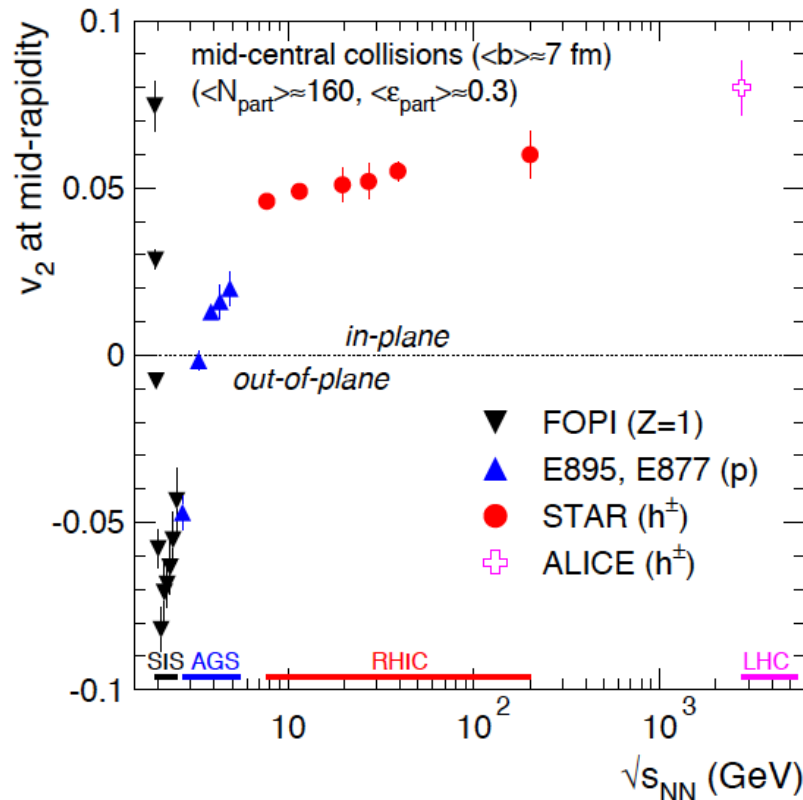 0.1
mid-central collisions (<b>≈7 fm)
(<N_part>≈160, <ε_part>≈0.3)
v_2 at mid-rapidity
0.05
in-plane
0
out-of-plane
FOPI (Z=1)
E895, E877 (p)
-0.05
STAR (h^±)
ALICE (h^±)
SIS AGS RHIC LHC
-0.1
10 10^2 10^3
√s_NN (GeV)